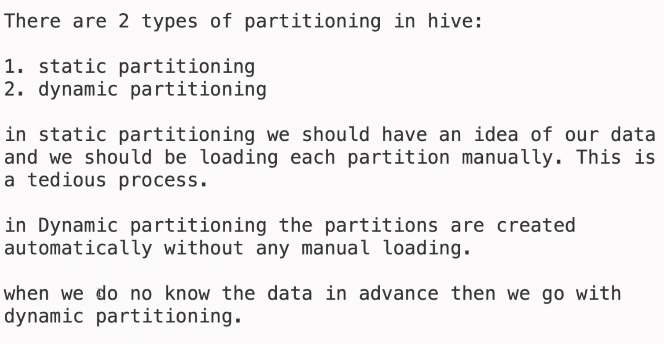 There are 2 types of partitioning in hive:
1. static partitioning
2. dynamic partitioning
in static partitioning we should have an idea of our data
and we should be loading each partition manually. This is
a tedious process.
in Dynamic partitioning the partitions are created
automatically without any manual loading.
when we do no know the data in advance then we go with
dynamic partitioning.